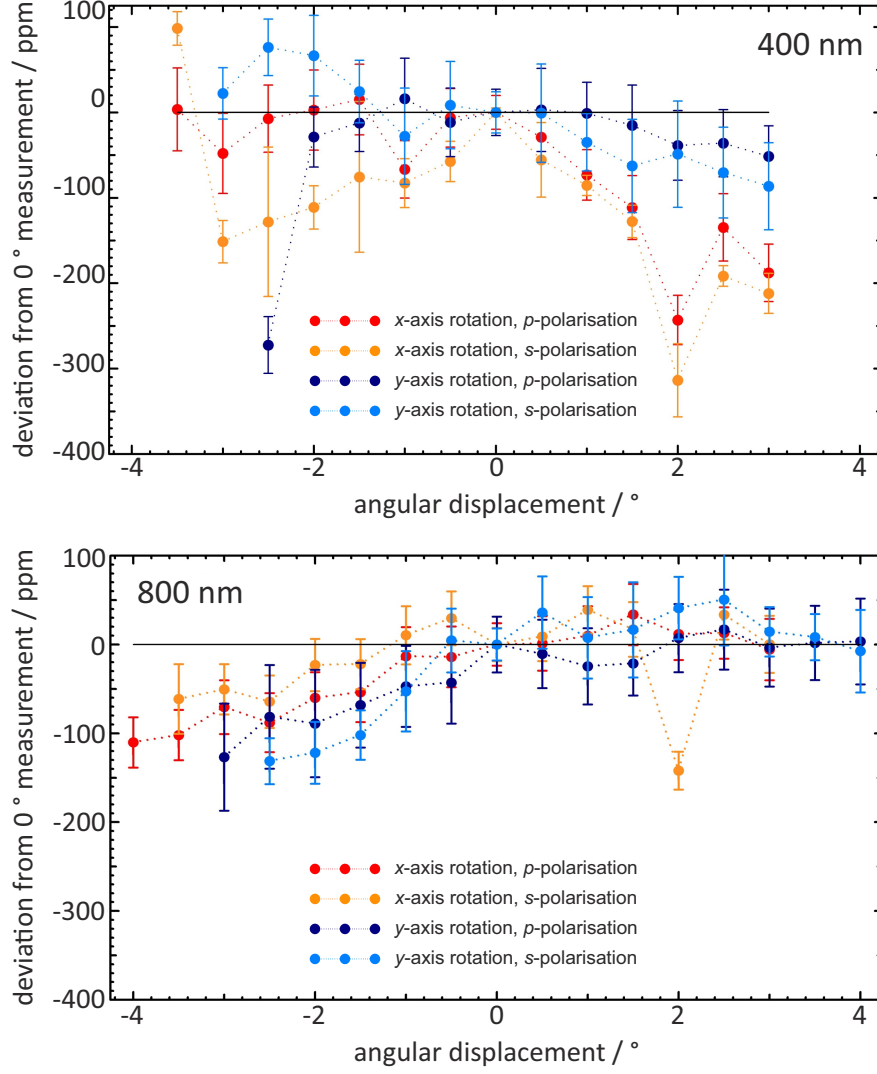 100
0
-100
-200
-300
-400
deviation from 0 ° measurement / ppm
400 nm
x-axis rotation, p-polarisation
x-axis rotation, s-polarisation
y-axis rotation, p-polarisation
y-axis rotation, s-polarisation
-4 -2 0 2 4
angular displacement / °
100
0
-100
-200
-300
-400
deviation from 0 ° measurement / ppm
800 nm
x-axis rotation, p-polarisation
x-axis rotation, s-polarisation
y-axis rotation, p-polarisation
y-axis rotation, s-polarisation
-4 -2 0 2 4
angular displacement / °